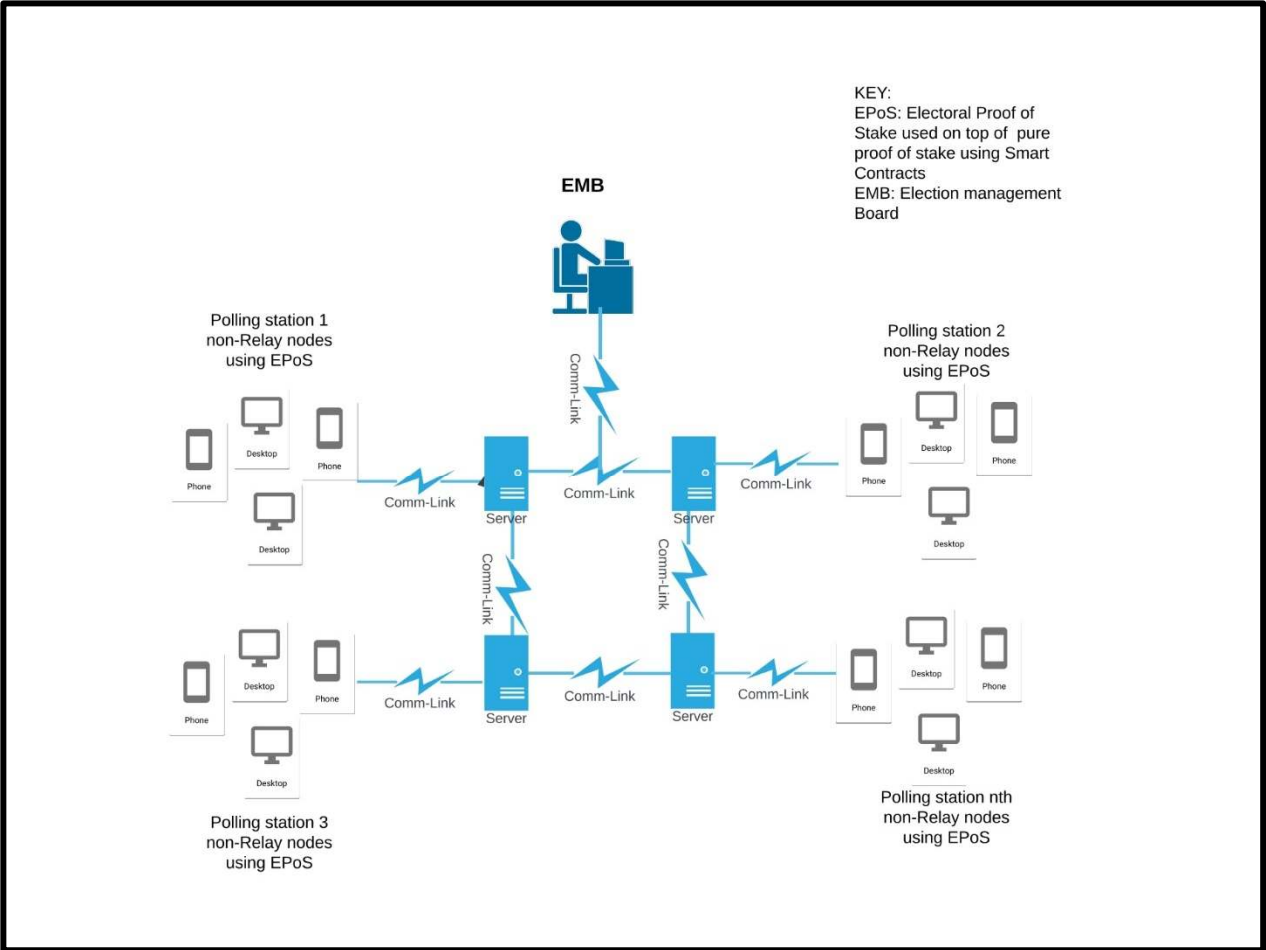 KEY:
EPoS: Electoral Proof of
Stake used on top of pure
proof of stake using Smart
Contracts
EMB: Election management
Board
EMB
Comm-Link
Polling station 1
non-Relay nodes
using EPoS
Phone
Desktop
Phone
Desktop
Comm-Link
Server
Comm-Link
Server
Comm-Link
Polling station 2
non-Relay nodes
using EPoS
Phone
Desktop
Phone
Desktop
Comm-Link
Comm-Link
Phone
Desktop
Phone
Desktop
Polling station 3
non-Relay nodes
using EPoS
Comm-Link
Server
Comm-Link
Server
Comm-Link
Phone
Desktop
Phone
Desktop
Polling station nth
non-Relay nodes
using EPoS